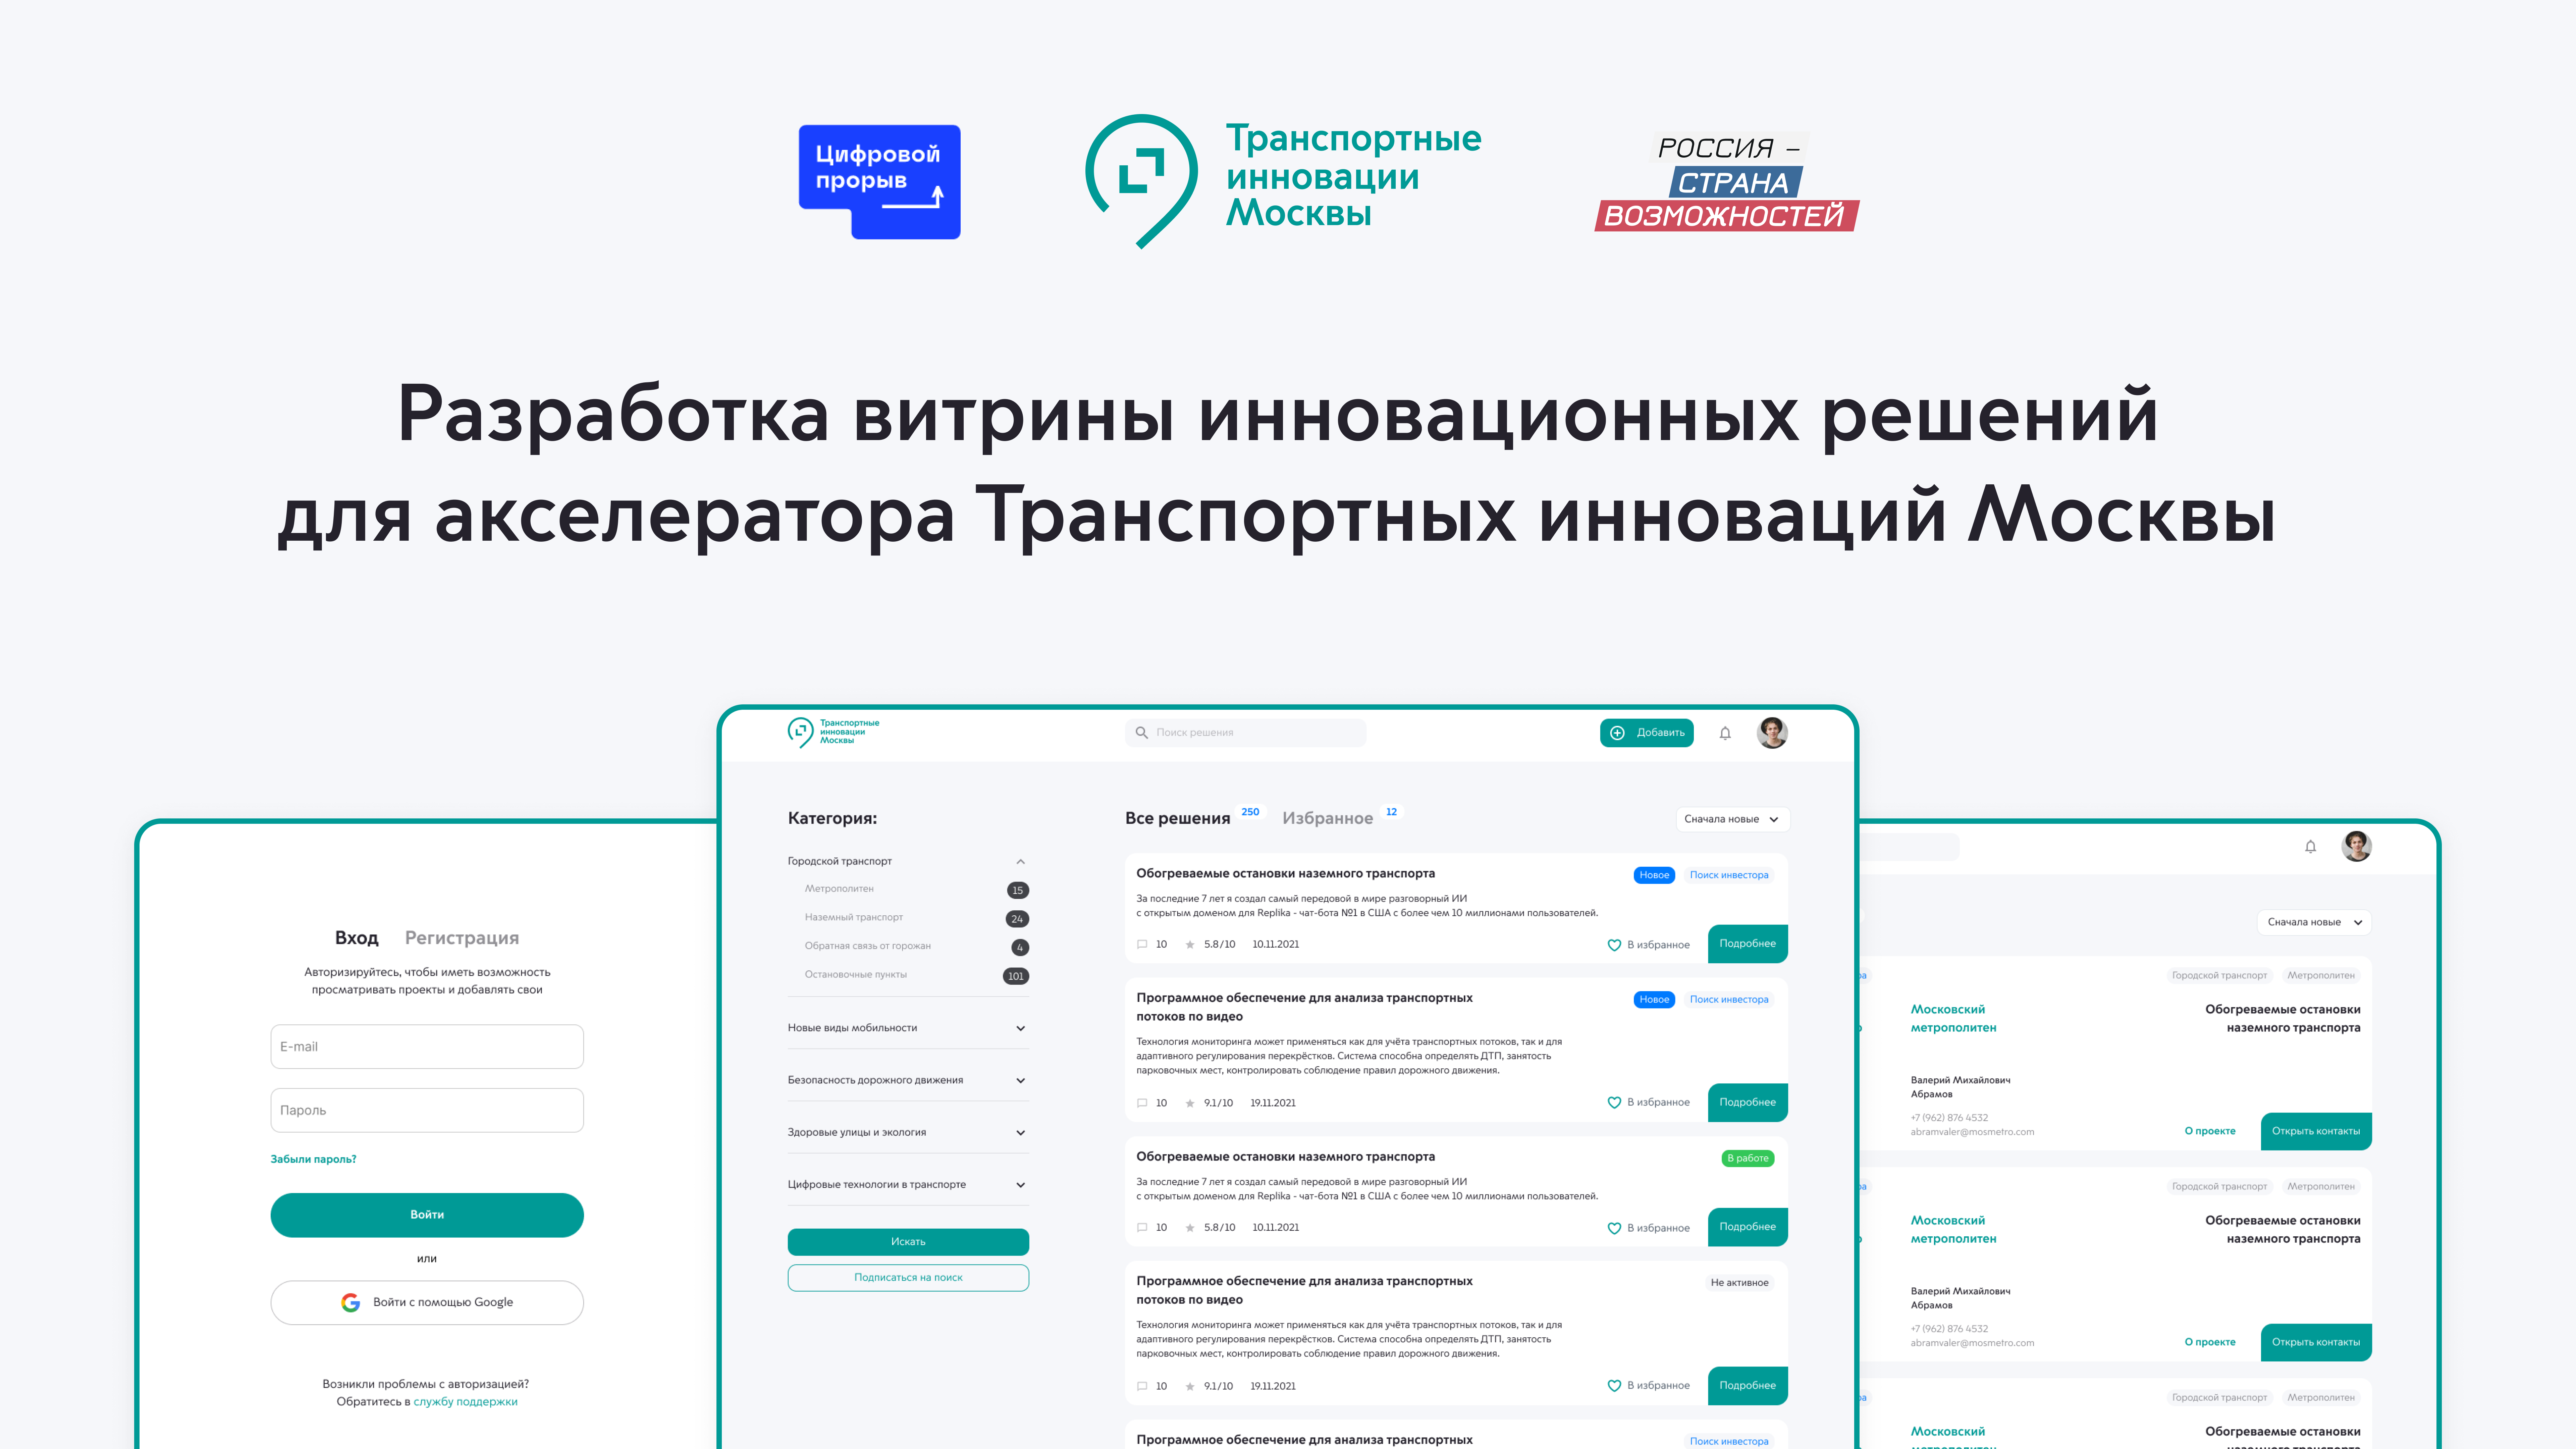 Цифровой
прорыв
Транспортные
инновации
Москвы
РОССИЯ –
СТРАНА
ВОЗМОЖНОСТЕЙ
Разработка витрины инновационных решений
для акселератора Транспортных инноваций Москвы
Вход Регистрация
Авторизируйтесь, чтобы иметь возможность
просматривать проекты и добавлять свои
E-mail
Пароль
Забыли пароль?
Войти
или
Войти с помощью Google
Возникли проблемы с авторизацией?
Обратитесь в службу поддержки
Транспортные
инновации
Москвы
Поиск решения
Добавить
Категория:
Городской транспорт
Метрополитен 15
Наземный транспорт 24
Обратная связь от горожан 4
Остановочные пункты 101
Новые виды мобильности
Безопасность дорожного движения
Здоровые улицы и экология
Цифровые технологии в транспорте
Искать
Подписаться на поиск
Все решения 250 Избранное 12
Сначала новые
Обогреваемые остановки наземного транспорта
Новое Поиск инвестора
За последние 7 лет я создал самый передовой в мире разговорный ИИ
с открытым доменом для Replika - чат-бота №1 в США с более чем 10 миллионами пользователей.
10 5.8/10 10.11.2021 В избранное Подробнее
Программное обеспечение для анализа транспортных
потоков по видео
Новое Поиск инвестора
Технология мониторинга может применяться как для учёта транспортных потоков, так и для
адаптивного регулирования перекрёстков. Система способна определять ДТП, занятость
парковочных мест, контролировать соблюдение правил дорожного движения.
10 9.1/10 19.11.2021 В избранное Подробнее
Обогреваемые остановки наземного транспорта
В работе
За последние 7 лет я создал самый передовой в мире разговорный ИИ
с открытым доменом для Replika - чат-бота №1 в США с более чем 10 миллионами пользователей.
10 5.8/10 10.11.2021 В избранное Подробнее
Программное обеспечение для анализа транспортных
потоков по видео
Не активное
Технология мониторинга может применяться как для учёта транспортных потоков, так и для
адаптивного регулирования перекрёстков. Система способна определять ДТП, занятость
парковочных мест, контролировать соблюдение правил дорожного движения.
10 9.1/10 19.11.2021 В избранное Подробнее
Программное обеспечение для анализа транспортных
Поиск инвестора
Сначала новые
Городской транспорт Метрополитен
Московский
метрополитен
Обогреваемые остановки
наземного транспорта
Валерий Михайлович
Абрамов
+7 (962) 876 4532
abramvaler@mosmetro.com
О проекте Открыть контакты
Городской транспорт Метрополитен
Московский
метрополитен
Обогреваемые остановки
наземного транспорта
Валерий Михайлович
Абрамов
+7 (962) 876 4532
abramvaler@mosmetro.com
О проекте Открыть контакты
Городской транспорт Метрополитен
Московский
Обогреваемые остановки